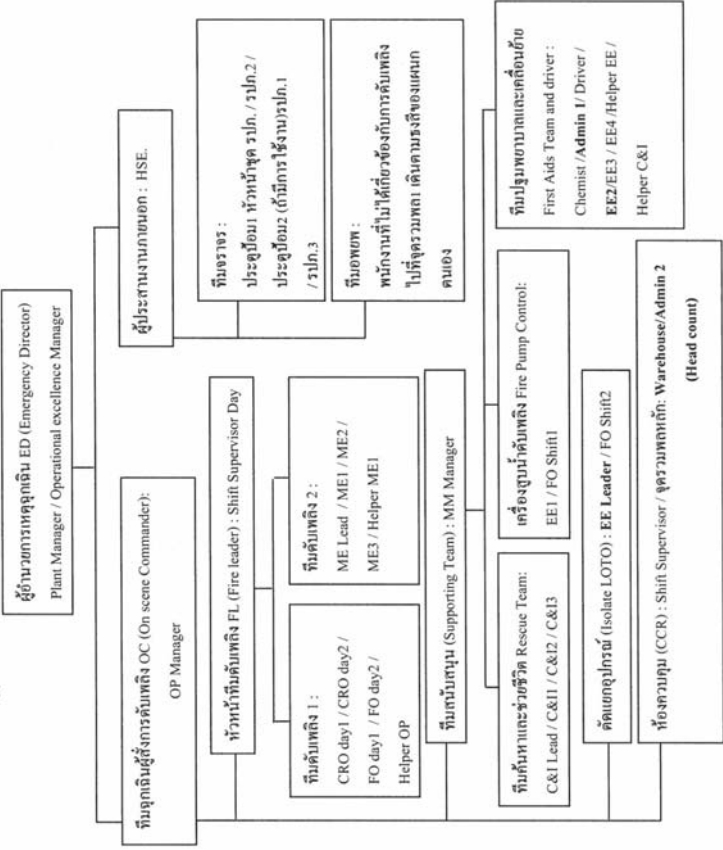 ผู้อำนวยการเหตุฉุกเฉิน ED (Emergency Director)
Plant Manager / Operational excellence Manager
ทีมฉุกเฉินผู้สั่งการดับเพลิง OC (On scene Commander):
OP Manager
ผู้ประสานงานภายนอก : HSE.
หัวหน้าทีมดับเพลิง FL (Fire leader) : Shift Supervisor Day
ทีมดับเพลิง 1 :
CRO day1 / CRO day2 /
FO day1 / FO day2 /
Helper OP
ทีมดับเพลิง 2 :
ME Lead / ME1 / ME2 /
ME3 / Helper ME1
ทีมจราจร :
ประตูป้อม1 หัวหน้าชุด รปภ. / รปภ.2 /
ประตูป้อม2 (ถ้ามีการใช้งาน)รปภ.1
/ รปภ.3
ทีมอพยพ :
พนักงานที่ไม่ได้เกี่ยวข้องกับการดับเพลิง
ไปที่จุดรวมพล1 เดินตามธงสีของแผนก
ตนเอง
ทีมสนับสนุน (Supporting Team) : MM Manager
ทีมค้นหาและช่วยชีวิต Rescue Team:
C&I Lead / C&I1 / C&I2 / C&I3
เครื่องสูบน้ำดับเพลิง Fire Pump Control:
EE1 / FO Shift1
ทีมปฐมพยาบาลและเคลื่อนย้าย
First Aids Team and driver :
Chemist /Admin 1/ Driver /
EE2/EE3 / EE4 /Helper EE /
Helper C&I
ตัดแยกอุปกรณ์ (Isolate LOTO) : EE Leader / FO Shift2
ห้องควบคุม (CCR) : Shift Supervisor / จุดรวมพลหลัก: Warehouse/Admin 2
(Head count)